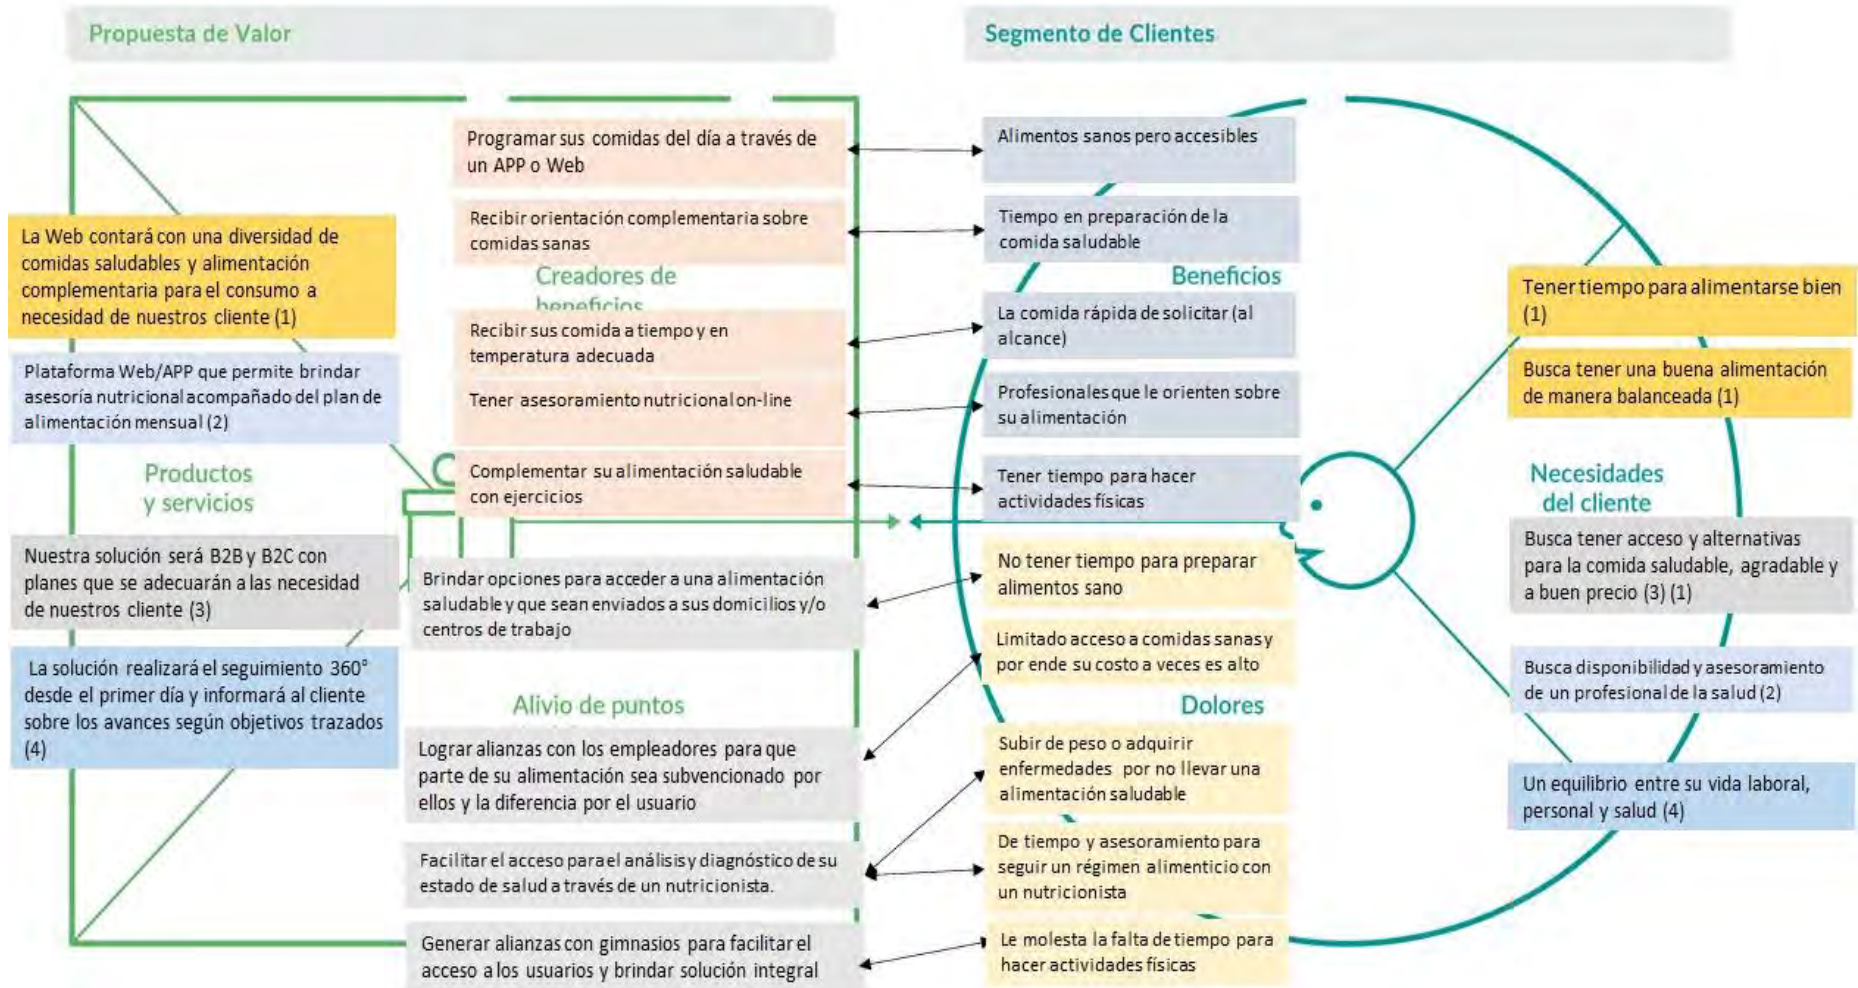 Propuesta de Valor
Segmento de Clientes
La Web contará con una diversidad de
comidas saludables y alimentación
complementaria para el consumo a
necesidad de nuestros cliente (1)
Plataforma Web/APP que permite brindar
asesoría nutricional acompañado del plan de
alimentación mensual (2)
Productos
y servicios
Nuestra solución será B2B y B2C con
planes que se adecuarán a las necesidad
de nuestros cliente (3)
La solución realizará el seguimiento 360°
desde el primer día y informará al cliente
sobre los avances según objetivos trazados
(4)
Programar sus comidas del día a través de
un APP o Web
Recibir orientación complementaria sobre
comidas sanas
Creadores de
beneficios
Recibir sus comida a tiempo y en
temperatura adecuada
Tener asesoramiento nutricional on-line
Complementar su alimentación saludable
con ejercicios
Brindar opciones para acceder a una alimentación
saludable y que sean enviados a sus domicilios y/o
centros de trabajo
Alivio de puntos
Lograr alianzas con los empleadores para que
parte de su alimentación sea subvencionado por
ellos y la diferencia por el usuario
Facilitar el acceso para el análisis y diagnóstico de su
estado de salud a través de un nutricionista.
Generar alianzas con gimnasios para facilitar el
acceso a los usuarios y brindar solución integral
Alimentos sanos pero accesibles
Tiempo en preparación de la
comida saludable
Beneficios
La comida rápida de solicitar (al
alcance)
Profesionales que le orienten sobre
su alimentación
Tener tiempo para hacer
actividades físicas
No tener tiempo para preparar
alimentos sano
Limitado acceso a comidas sanas y
por ende su costo a veces es alto
Dolores
Subir de peso o adquirir
enfermedades por no llevar una
alimentación saludable
De tiempo y asesoramiento para
seguir un régimen alimenticio con
un nutricionista
Le molesta la falta de tiempo para
hacer actividades físicas
Tener tiempo para alimentarse bien
(1)
Busca tener una buena alimentación
de manera balanceada (1)
Necesidades
del cliente
Busca tener acceso y alternativas
para la comida saludable, agradable y
a buen precio (3) (1)
Busca disponibilidad y asesoramiento
de un profesional de la salud (2)
Un equilibrio entre su vida laboral,
personal y salud (4)